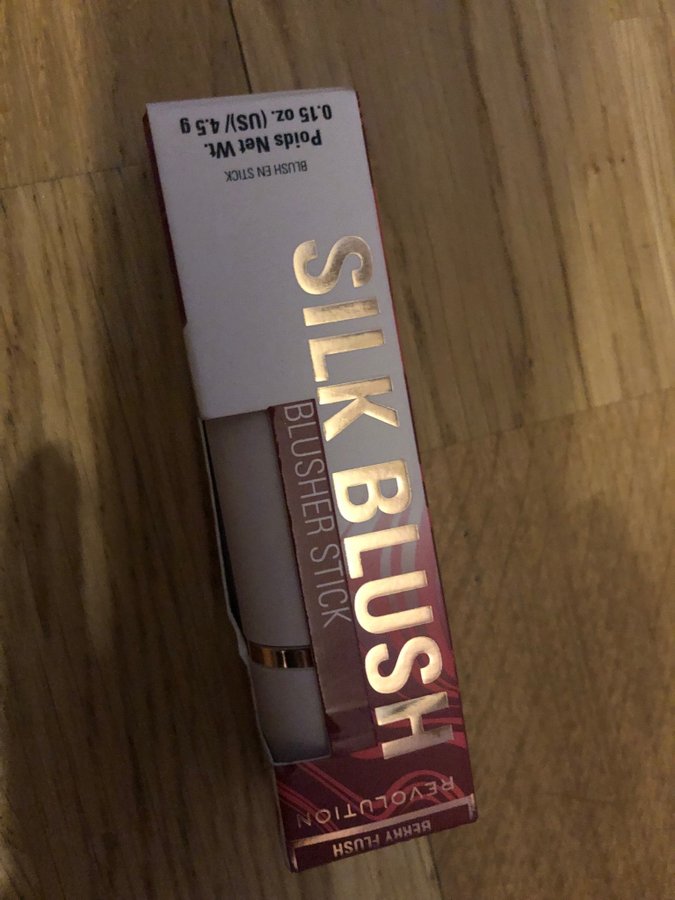 SILK BLUSH
BLUSHER STICK
REVOLUTION
BERRY FLUSH
BLUSH EN STICK
Poids Net Wt.
0.15 oz. (US)/ 4.5 g